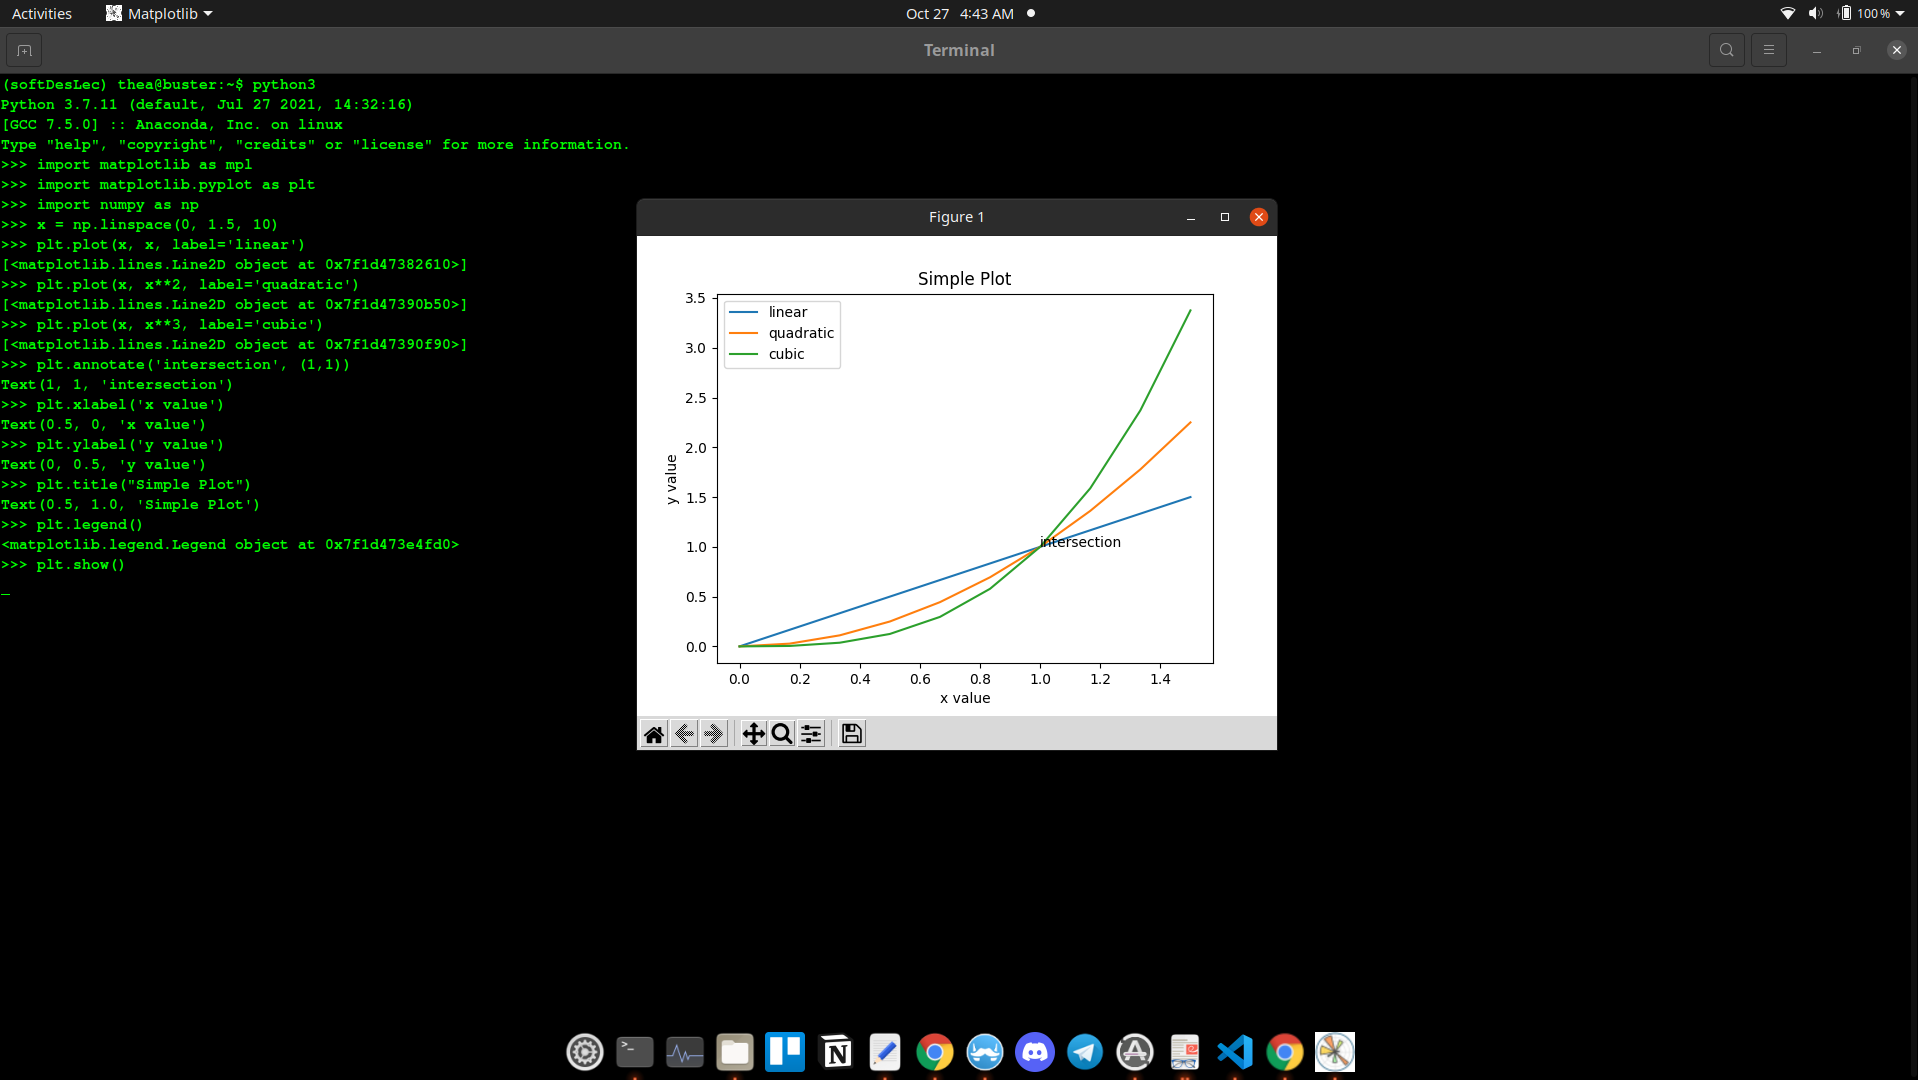 Activities
Matplotlib
Oct 27 4:43 AM
100 %
Terminal
(softDesLec) thea@buster:~$ python3
Python 3.7.11 (default, Jul 27 2021, 14:32:16)
[GCC 7.5.0] :: Anaconda, Inc. on linux
Type "help", "copyright", "credits" or "license" for more information.
>>> import matplotlib as mpl
>>> import matplotlib.pyplot as plt
>>> import numpy as np
>>> x = np.linspace(0, 1.5, 10)
>>> plt.plot(x, x, label='linear')
[<matplotlib.lines.Line2D object at 0x7f1d47382610>]
>>> plt.plot(x, x**2, label='quadratic')
[<matplotlib.lines.Line2D object at 0x7f1d47390b50>]
>>> plt.plot(x, x**3, label='cubic')
[<matplotlib.lines.Line2D object at 0x7f1d47390f90>]
>>> plt.annotate('intersection', (1,1))
Text(1, 1, 'intersection')
>>> plt.xlabel('x value')
Text(0.5, 0, 'x value')
>>> plt.ylabel('y value')
Text(0, 0.5, 'y value')
>>> plt.title("Simple Plot")
Text(0.5, 1.0, 'Simple Plot')
>>> plt.legend()
<matplotlib.legend.Legend object at 0x7f1d473e4fd0>
>>> plt.show()
Figure 1
Simple Plot
linear
quadratic
cubic
3.5
3.0
2.5
2.0
1.5
1.0
0.5
0.0
y value
intersection
0.0 0.2 0.4 0.6 0.8 1.0 1.2 1.4
x value